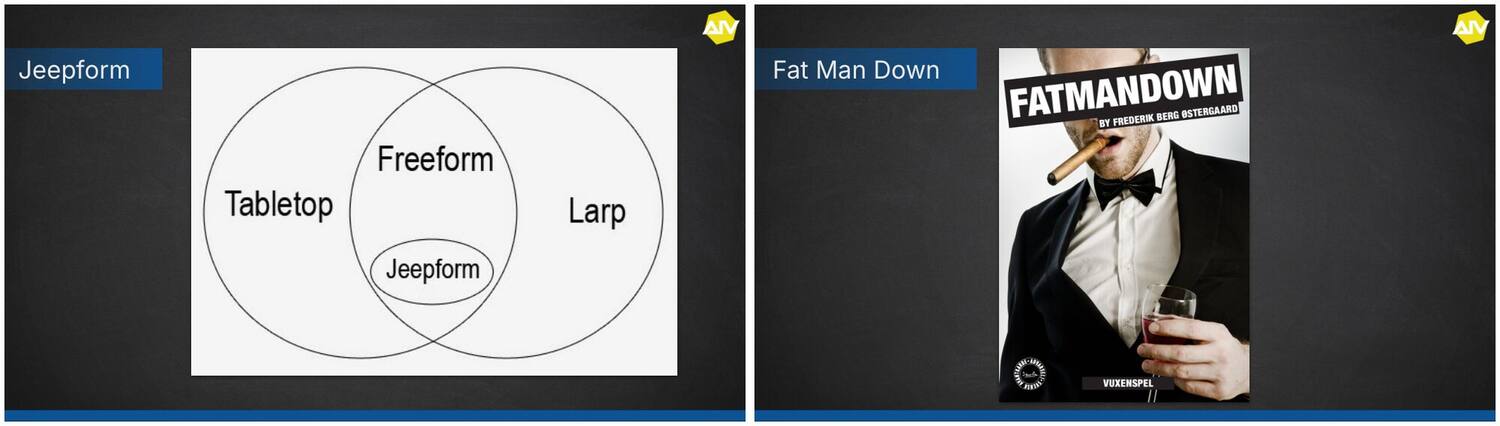 Jeepform
Freeform
Tabletop
Larp
Jeepform
Fat Man Down
FATMANDOWN
BY FREDERIK BERG ØSTERGAARD
VUXENSPEL